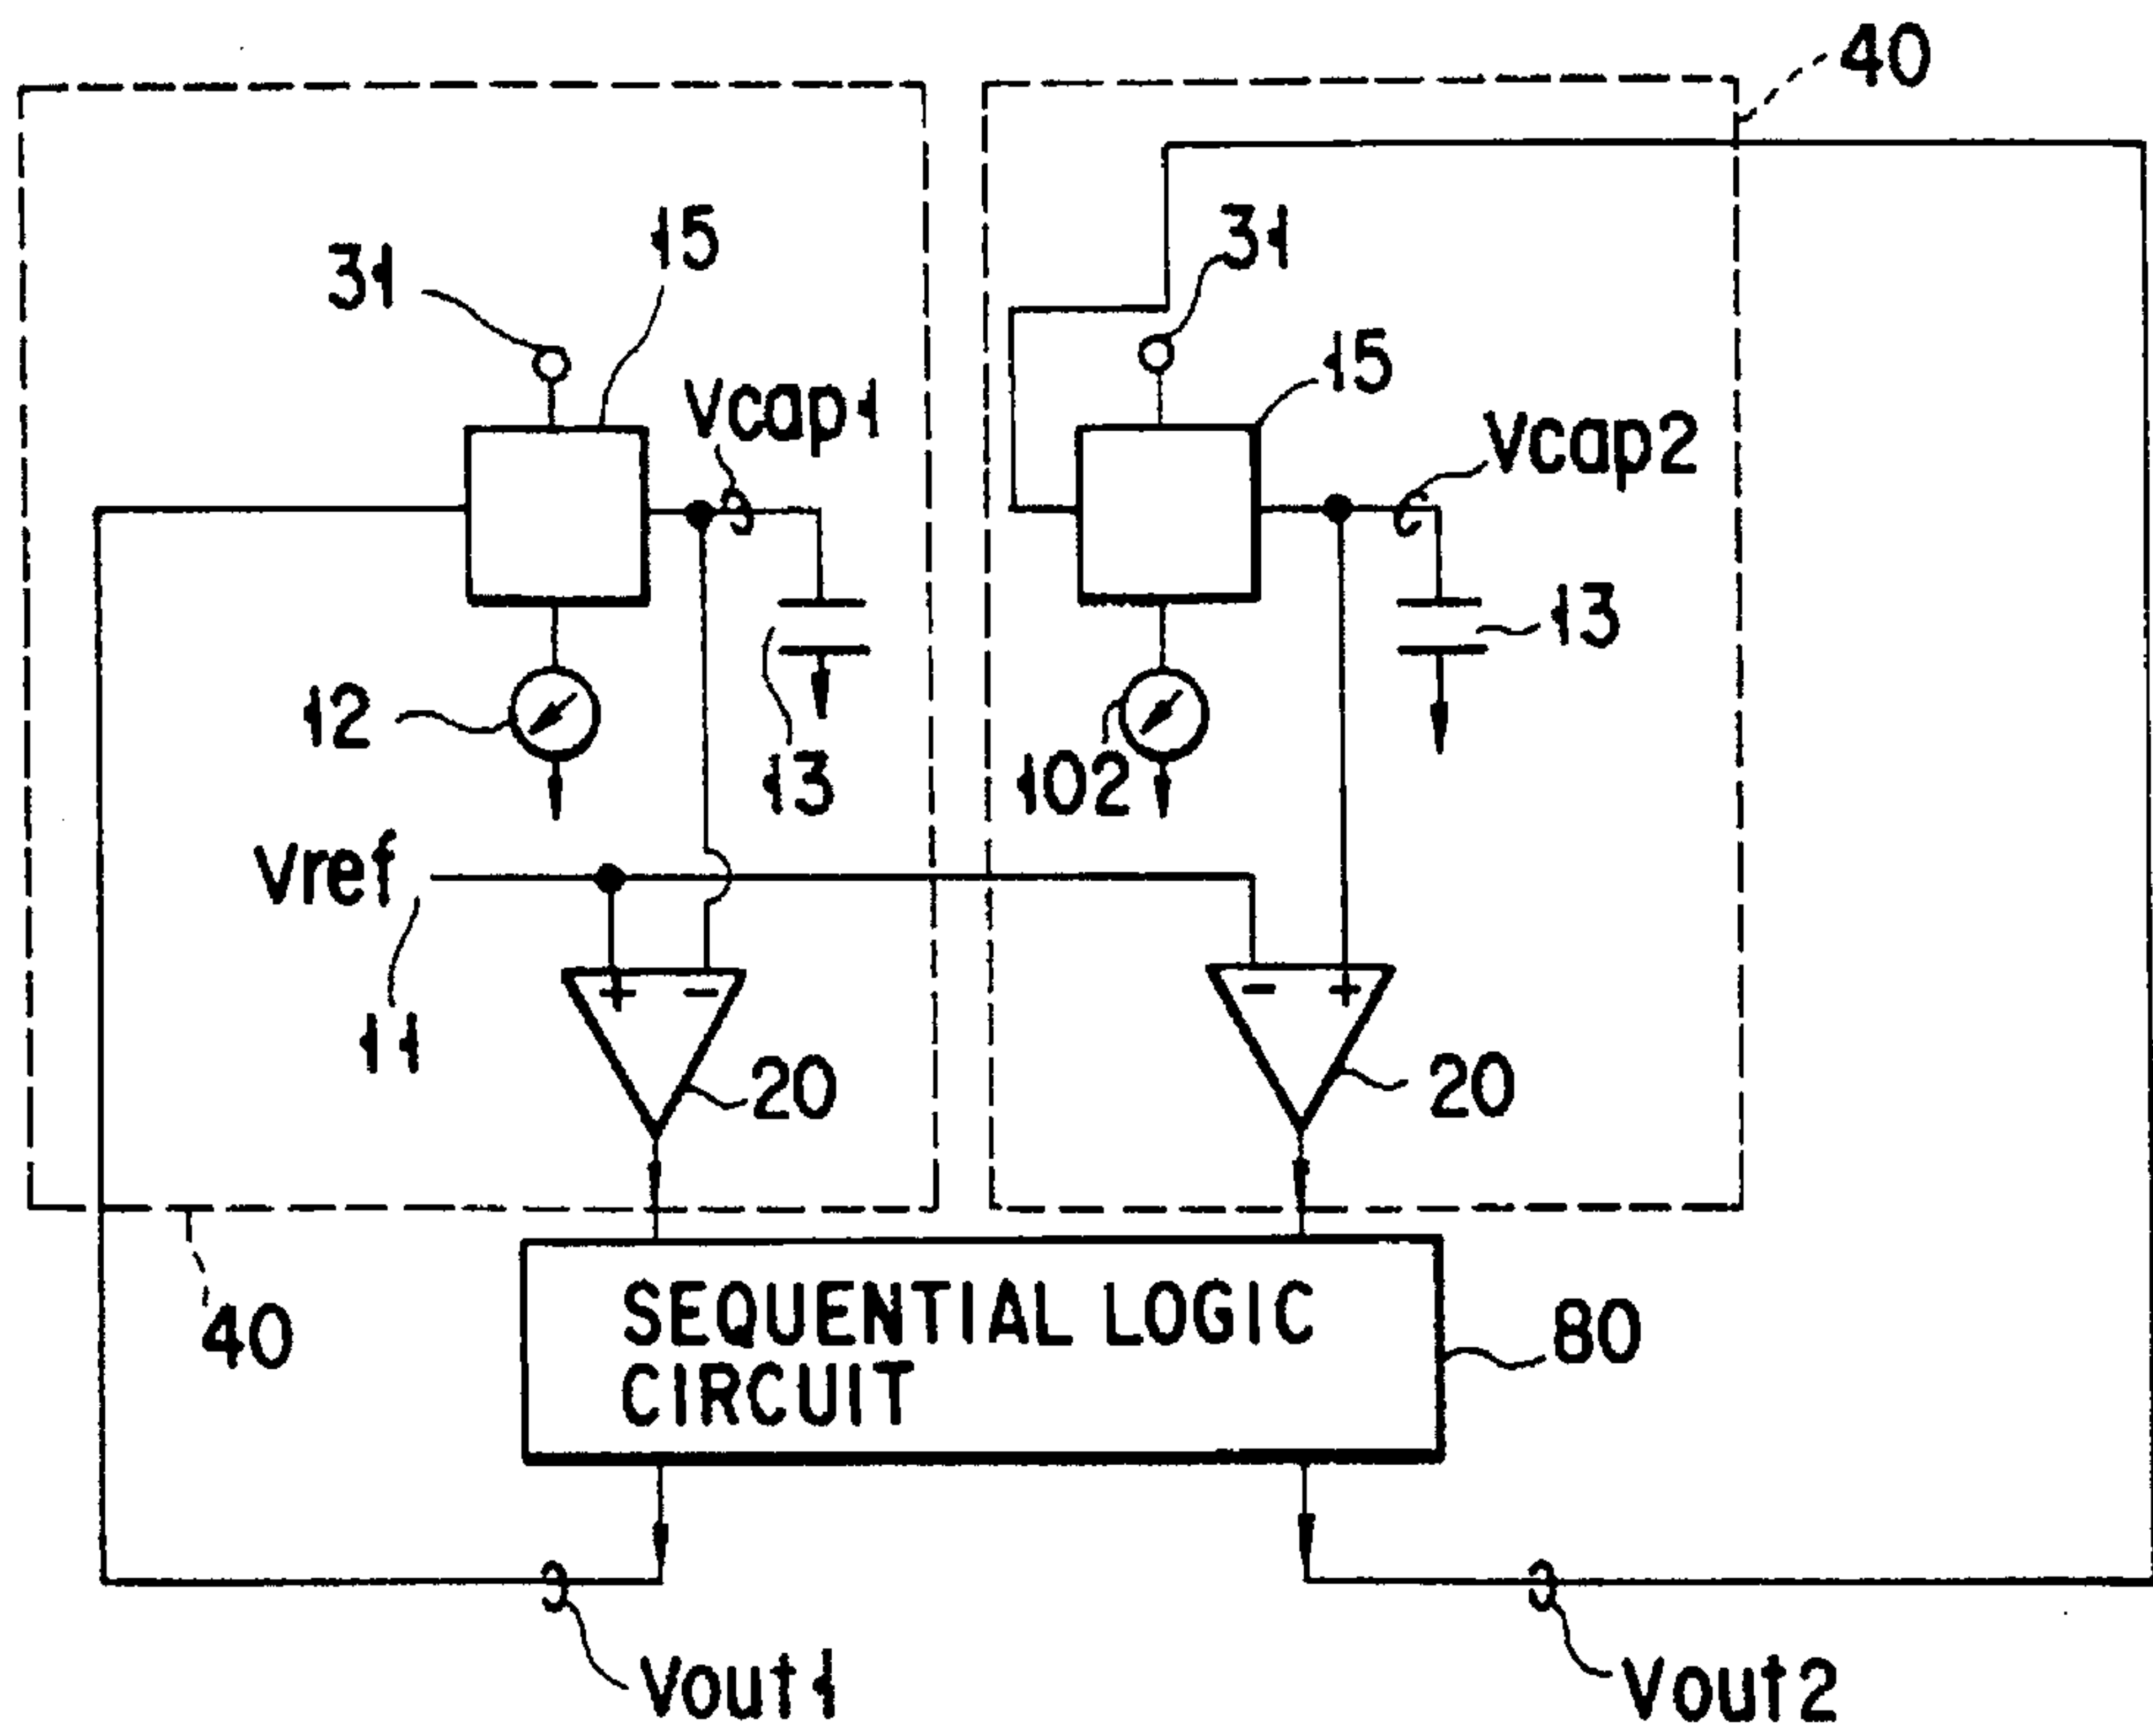 40
31
15
31
15
Vcap1
Vcap2
13
12
13
102
Vref
11
+ -
- +
20
20
SEQUENTIAL LOGIC
CIRCUIT
40
80
Vout1
Vout2